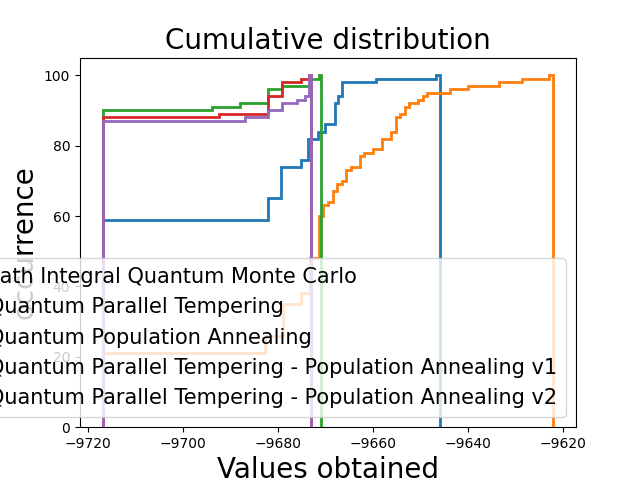 Cumulative distribution
100
80
60
40
20
0
−9720 −9700 −9680 −9660 −9640 −9620
Values obtained
ath Integral Quantum Monte Carlo
Quantum Parallel Tempering
Quantum Population Annealing
Quantum Parallel Tempering - Population Annealing v1
Quantum Parallel Tempering - Population Annealing v2